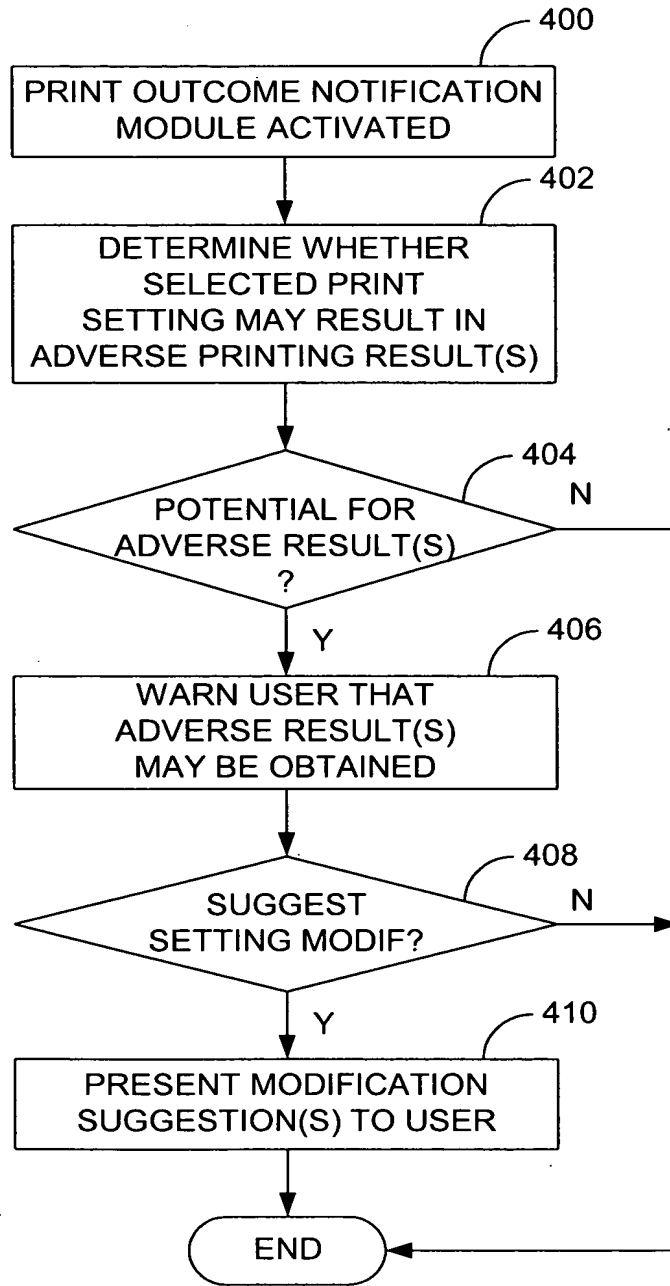 400
PRINT OUTCOME NOTIFICATION
MODULE ACTIVATED
402
DETERMINE WHETHER
SELECTED PRINT
SETTING MAY RESULT IN
ADVERSE PRINTING RESULT(S)
404
N
POTENTIAL FOR
ADVERSE RESULT(S)
?
Y
406
WARN USER THAT
ADVERSE RESULT(S)
MAY BE OBTAINED
408
N
SUGGEST
SETTING MODIF?
Y
410
PRESENT MODIFICATION
SUGGESTION(S) TO USER
END